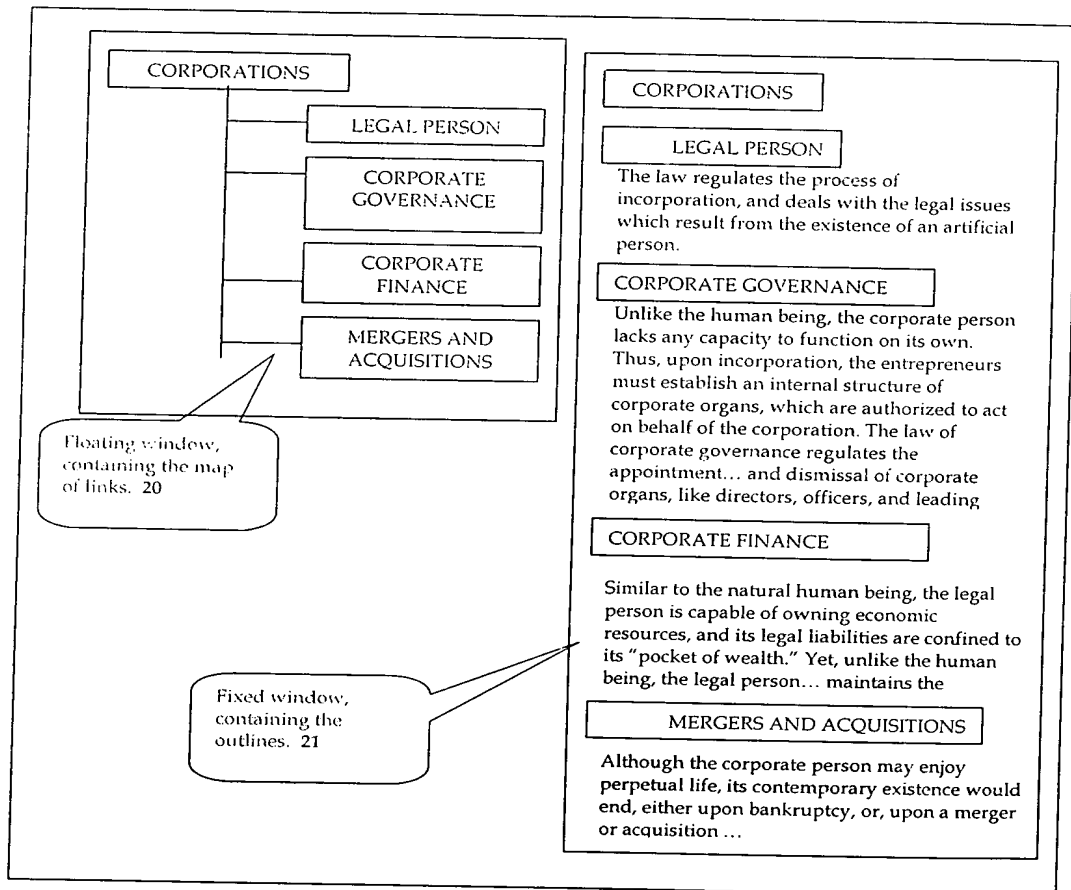 CORPORATIONS
LEGAL PERSON
CORPORATE
GOVERNANCE
CORPORATE
FINANCE
MERGERS AND
ACQUISITIONS
Floating window,
containing the map
of links. 20
Fixed window,
containing the
outlines. 21
CORPORATIONS
LEGAL PERSON
The law regulates the process of
incorporation, and deals with the legal issues
which result from the existence of an artificial
person.
CORPORATE GOVERNANCE
Unlike the human being, the corporate person
lacks any capacity to function on its own.
Thus, upon incorporation, the entrepreneurs
must establish an internal structure of
corporate organs, which are authorized to act
on behalf of the corporation. The law of
corporate governance regulates the
appointment... and dismissal of corporate
organs, like directors, officers, and leading
CORPORATE FINANCE
Similar to the natural human being, the legal
person is capable of owning economic
resources, and its legal liabilities are confined to
its "pocket of wealth." Yet, unlike the human
being, the legal person... maintains the
MERGERS AND ACQUISITIONS
Although the corporate person may enjoy
perpetual life, its contemporary existence would
end, either upon bankruptcy, or, upon a merger
or acquisition ...